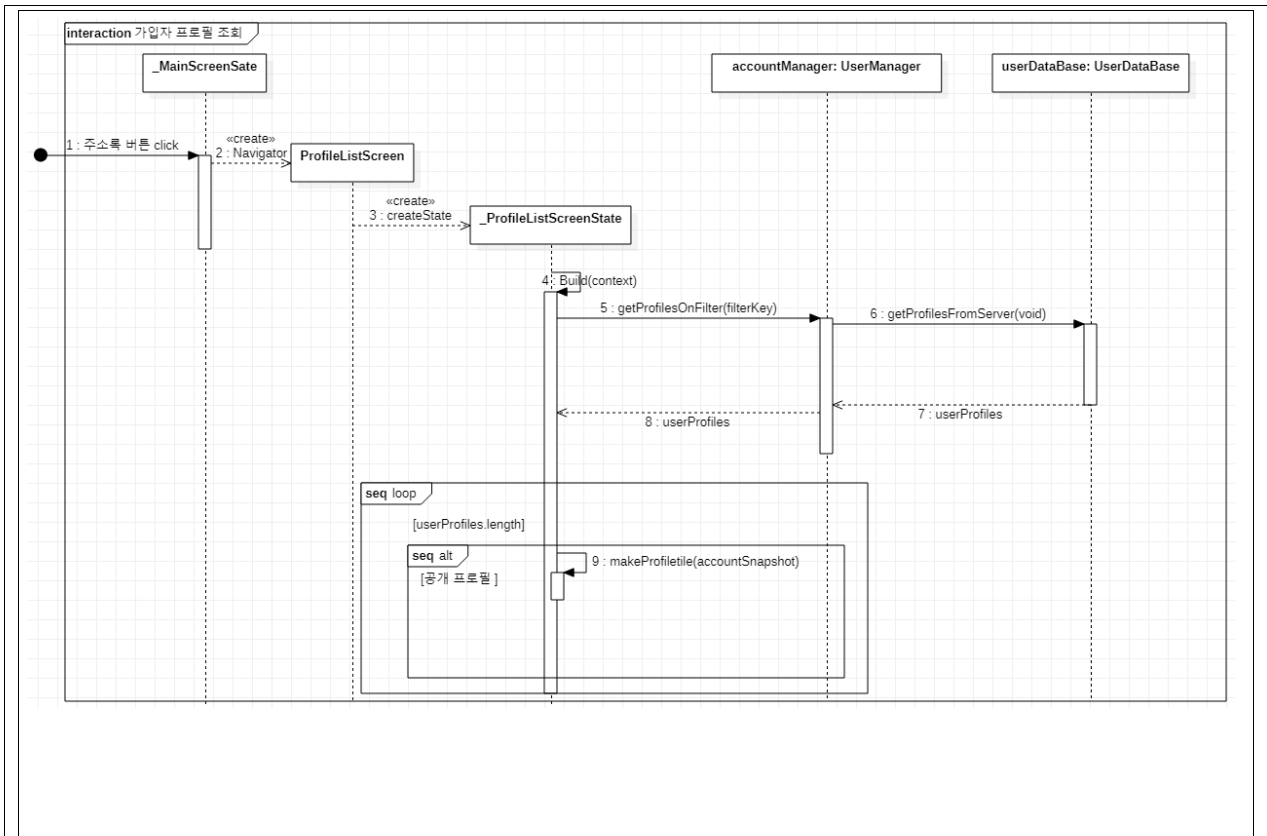 interaction 가입자 프로필 조회
_MainScreenSate
accountManager: UserManager
userDataBase: UserDataBase
1 : 주소록 버튼 click
«create»
2 : Navigator
ProfileListScreen
«create»
3 : createState
_ProfileListScreenState
4 : Build(context)
5 : getProfilesOnFilter(filterKey)
6 : getProfilesFromServer(void)
7 : userProfiles
8 : userProfiles
seq loop
[userProfiles.length]
seq alt
9 : makeProfiletile(accountSnapshot)
[공개 프로필 ]